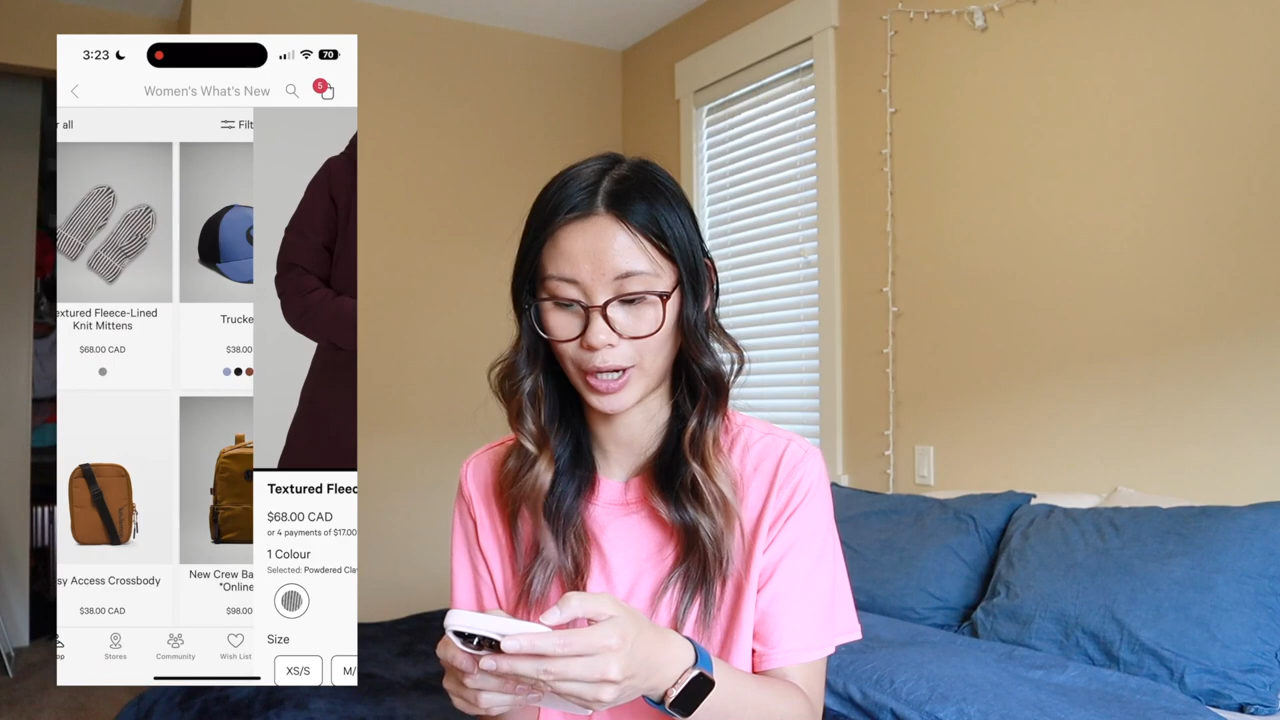 3:23
70
Women's What's New
5
r all
Filt
extured Fleece-Lined
Knit Mittens
$68.00 CAD
Trucke
$38.00
sy Access Crossbody
$38.00 CAD
New Crew Ba
*Online
$98.00
op
Stores
Community
Wish List
Textured Fleec
$68.00 CAD
or 4 payments of $17.00
1 Colour
Selected: Powdered Cla
Size
XS/S
M/